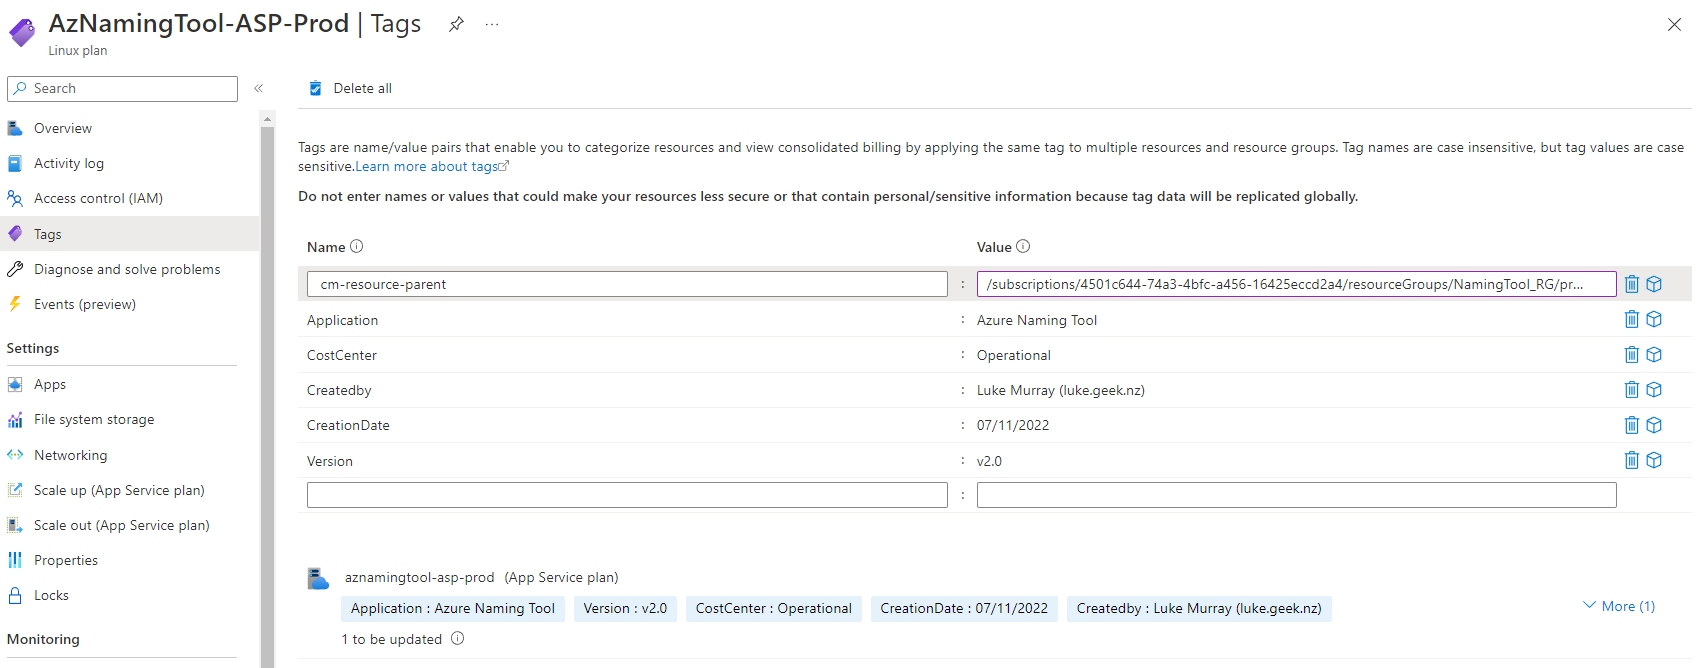 AzNamingTool-ASP-Prod | Tags
Linux plan
Search
Delete all
Overview
Activity log
Access control (IAM)
Tags
Diagnose and solve problems
Events (preview)
Settings
Apps
File system storage
Networking
Scale up (App Service plan)
Scale out (App Service plan)
Properties
Locks
Monitoring
Tags are name/value pairs that enable you to categorize resources and view consolidated billing by applying the same tag to multiple resources and resource groups. Tag names are case insensitive, but tag values are case
sensitive.Learn more about tags
Do not enter names or values that could make your resources less secure or that contain personal/sensitive information because tag data will be replicated globally.
Name Value
cm-resource-parent : /subscriptions/4501c644-74a3-4bfc-a456-16425eccd2a4/resourceGroups/NamingTool_RG/pr...
Application : Azure Naming Tool
CostCenter : Operational
Createdby : Luke Murray (luke.geek.nz)
CreationDate : 07/11/2022
Version : v2.0
:
aznamingtool-asp-prod (App Service plan)
Application : Azure Naming Tool Version : v2.0 CostCenter : Operational CreationDate : 07/11/2022 Createdby : Luke Murray (luke.geek.nz) More (1)
1 to be updated